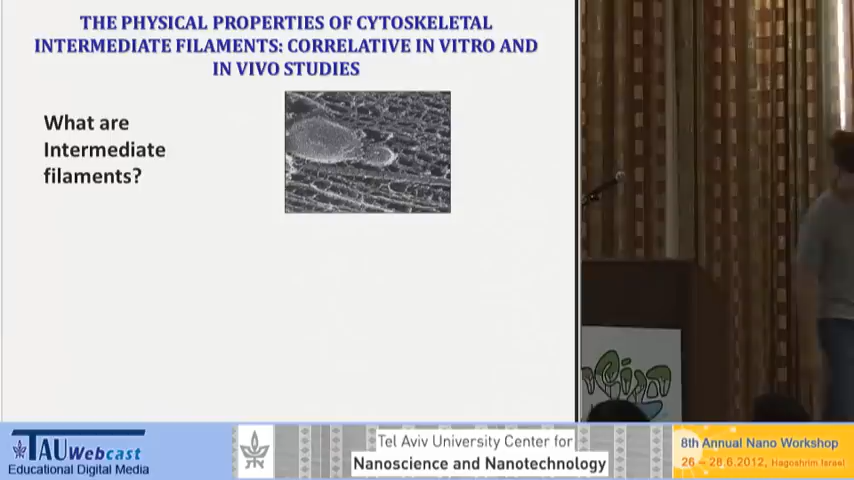 THE PHYSICAL PROPERTIES OF CYTOSKELETAL
INTERMEDIATE FILAMENTS: CORRELATIVE IN VITRO AND
IN VIVO STUDIES
What are
Intermediate
filaments?
TAU Webcast
Educational Digital Media
Tel Aviv University Center for
Nanoscience and Nanotechnology
8th Annual Nano Workshop
26 – 28.6.2012, Hagoshrim Israel